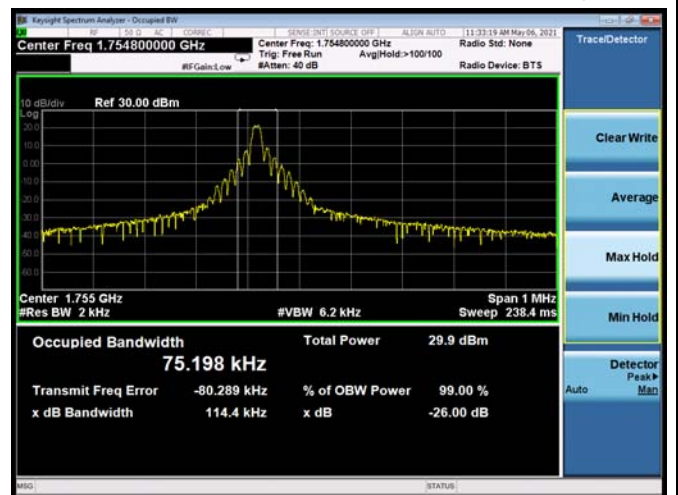 Keysight Spectrum Analyzer - Occupied BW
RF 50 Ω AC CORREC SENSE:INT SOURCE OFF ALIGN AUTO 11:33:19 AM May 06, 2021
Center Freq 1.754800000 GHz Center Freq: 1.754800000 GHz Radio Std: None
Trig: Free Run Avg|Hold:>100/100
#IFGain:Low #Atten: 40 dB Radio Device: BTS
Trace/Detector
10 dB/div Ref 30.00 dBm
Log
20.0
10.0
0.00
10.0
20.0
30.0
40.0
50.0
60.0
Center 1.755 GHz Span 1 MHz
#Res BW 2 kHz #VBW 6.2 kHz Sweep 238.4 ms
Occupied Bandwidth Total Power 29.9 dBm
75.198 kHz
Transmit Freq Error -80.289 kHz % of OBW Power 99.00 %
x dB Bandwidth 114.4 kHz x dB -26.00 dB
Clear Write
Average
Max Hold
Min Hold
Detector
Peak▶
Auto Man
MSG STATUS